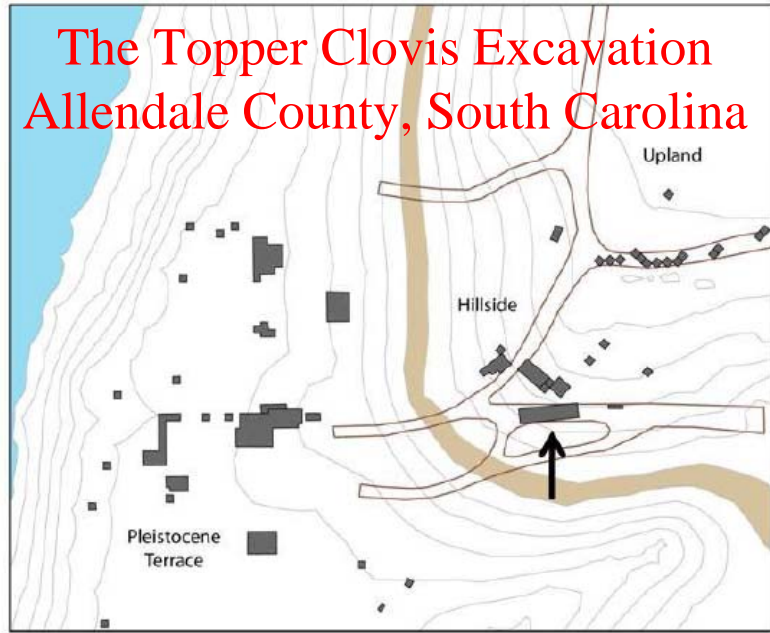 The Topper Clovis Excavation
Allendale County, South Carolina
Upland
Hillside
Pleistocene
Terrace